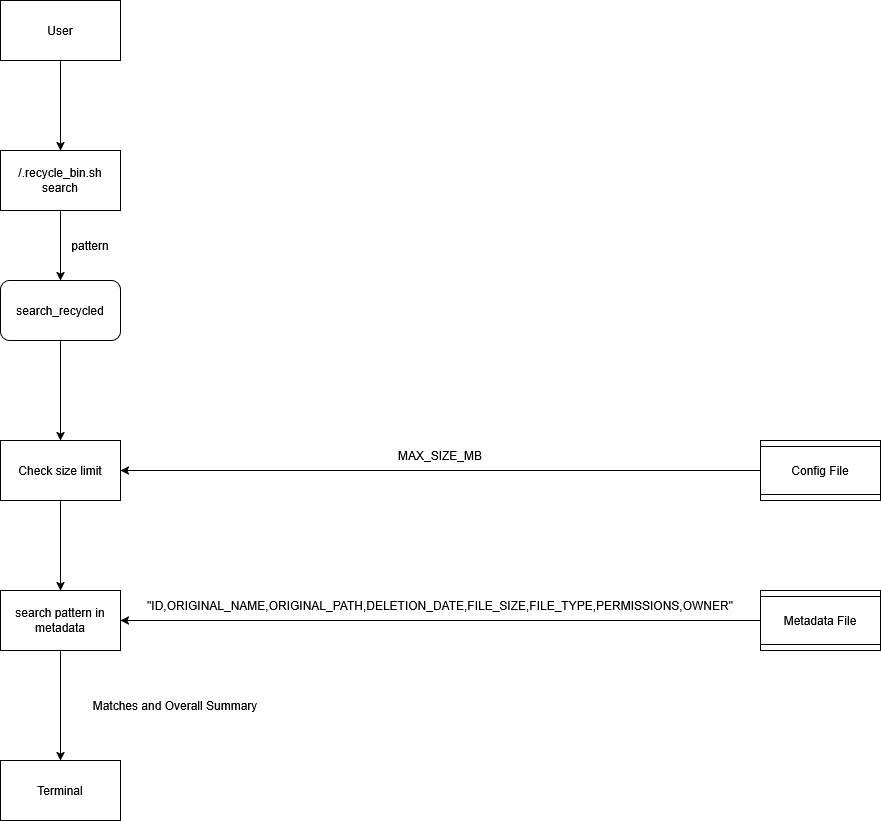 User
/.recycle_bin.sh
search
pattern
search_recycled
Check size limit
MAX_SIZE_MB
Config File
search pattern in
metadata
"ID,ORIGINAL_NAME,ORIGINAL_PATH,DELETION_DATE,FILE_SIZE,FILE_TYPE,PERMISSIONS,OWNER"
Metadata File
Matches and Overall Summary
Terminal